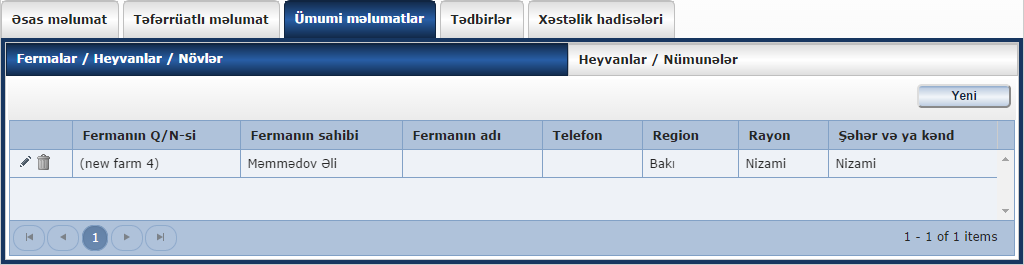 Əsas məlumat Təfərrüatlı məlumat Ümumi məlumatlar Tədbirlər Xəstəlik hadisələri
Fermalar / Heyvanlar / Növlər Heyvanlar / Nümunələr
Yeni
Fermanın Q/N-si Fermanın sahibi Fermanın adı Telefon Region Rayon Şəhər və ya kənd
(new farm 4) Məmmədov Əli Bakı Nizami Nizami
1 1 - 1 of 1 items